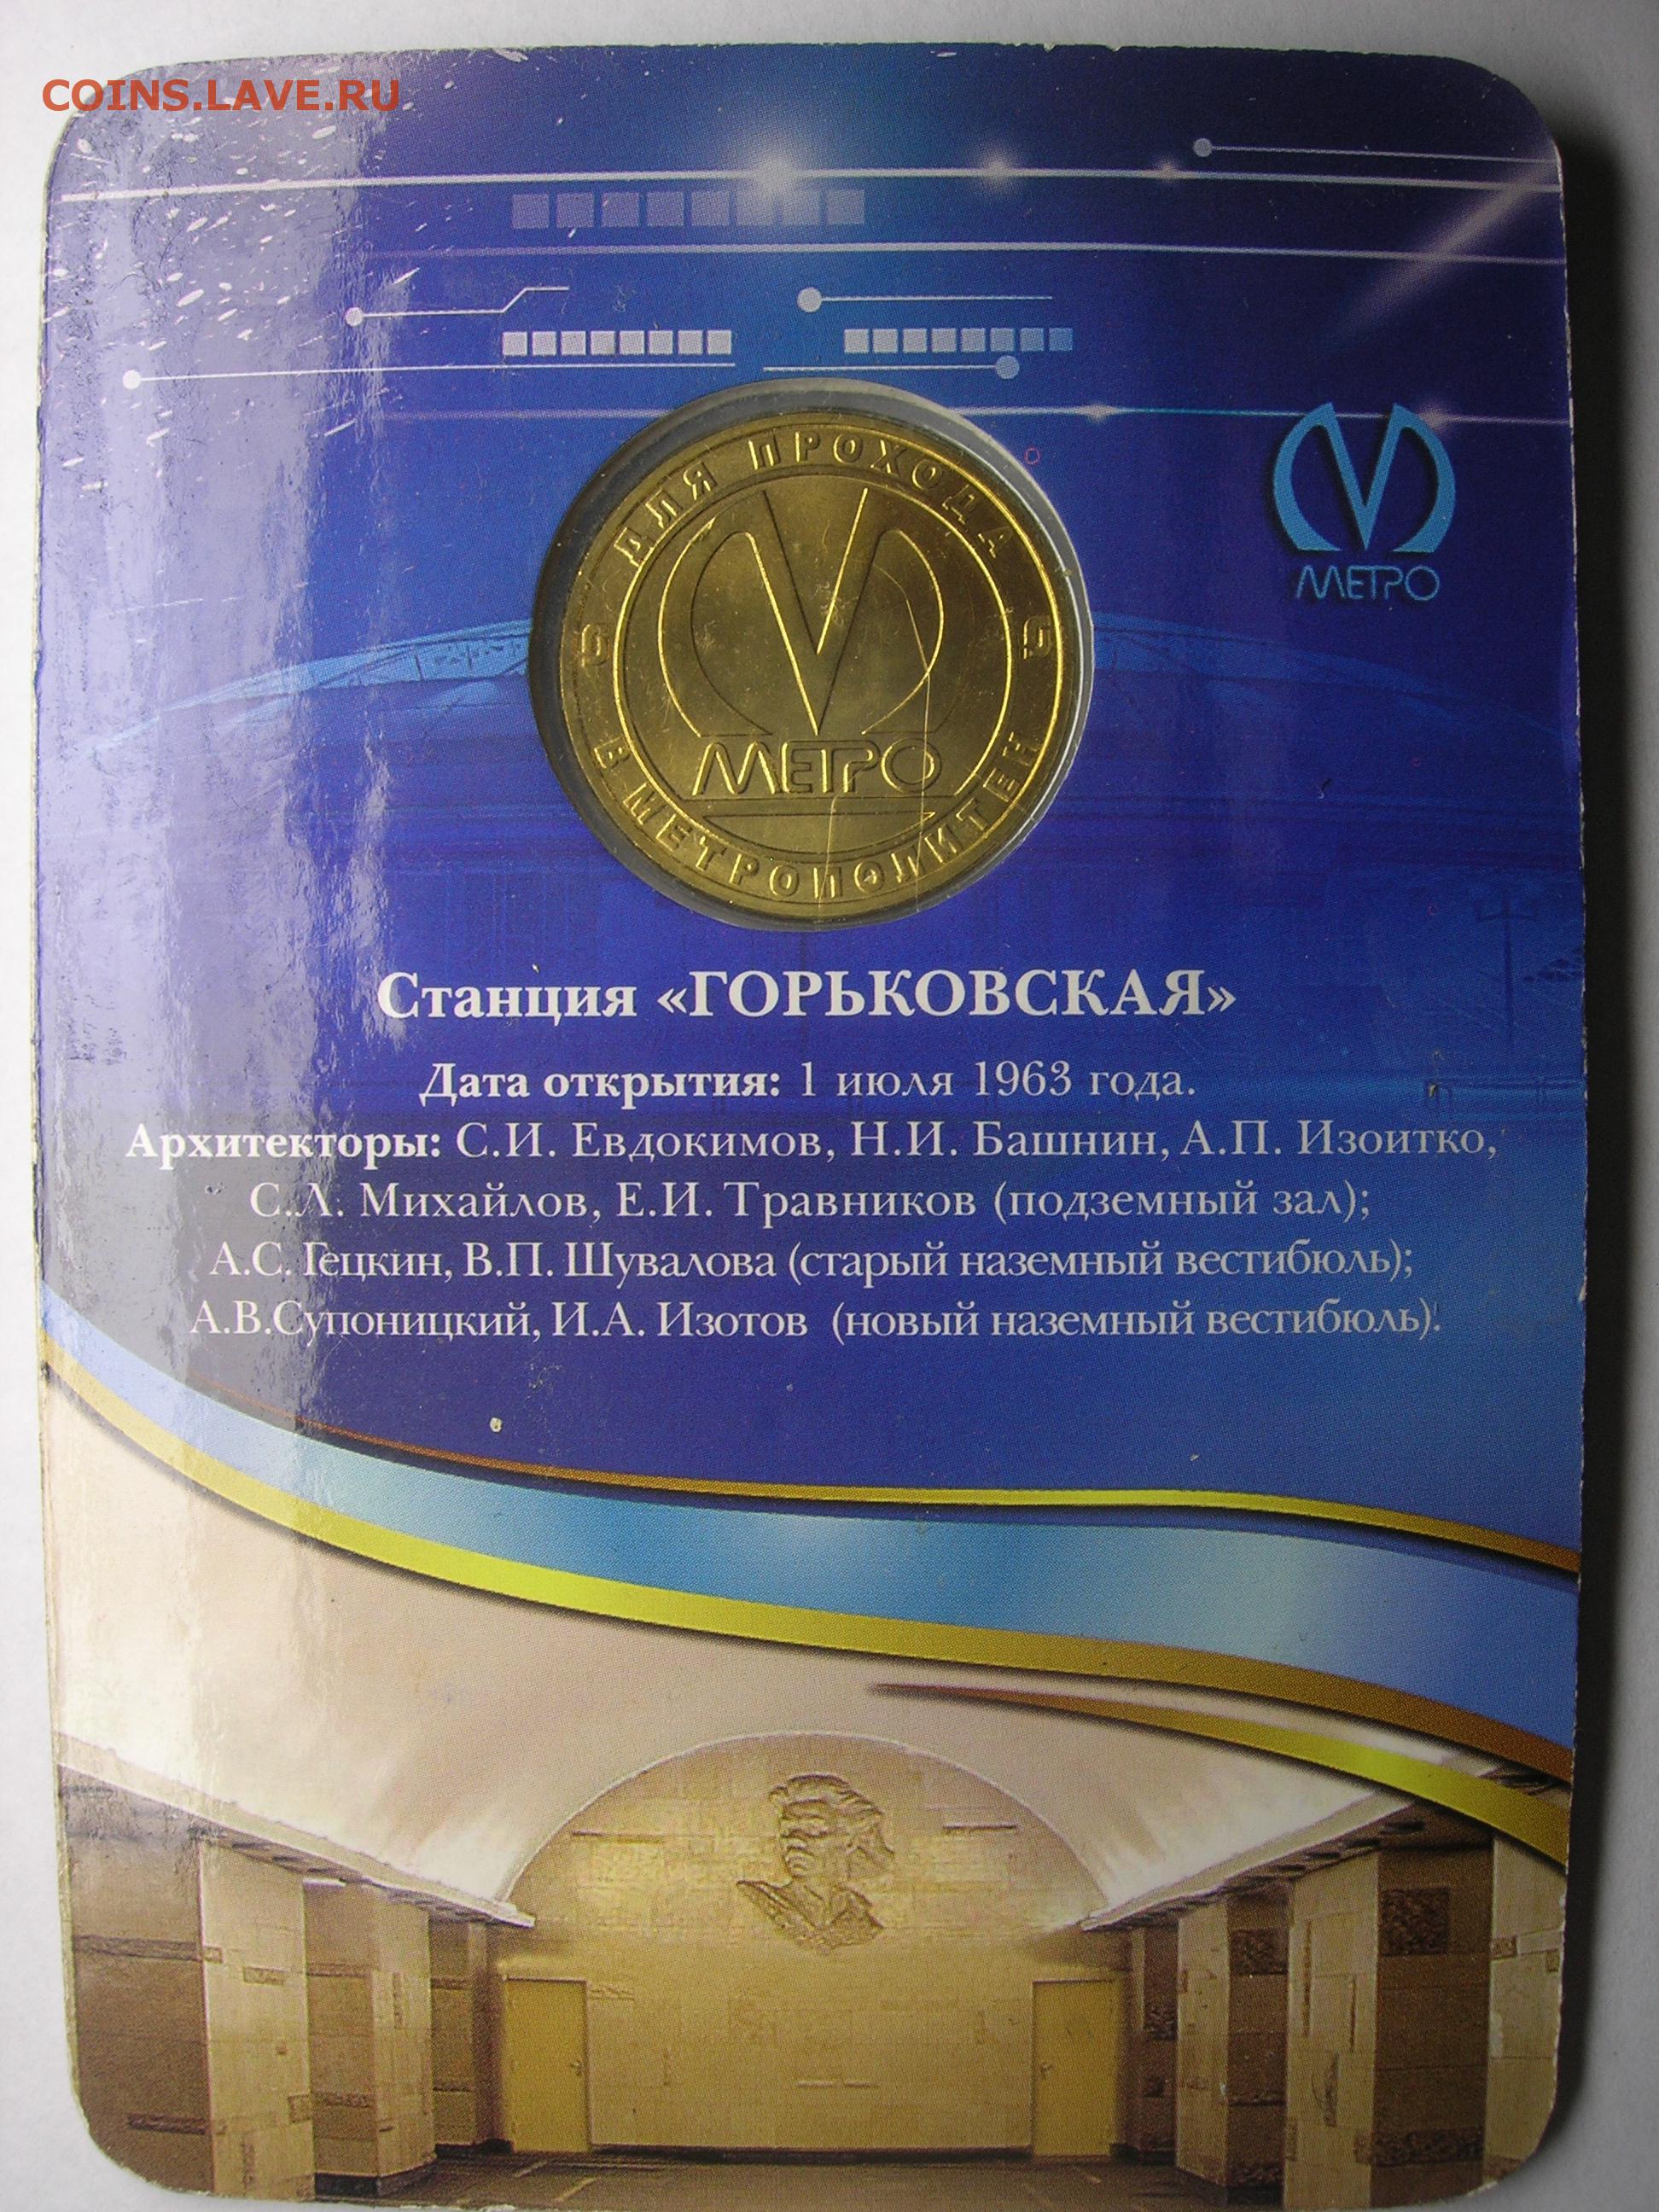 COINS.LAVE.RU
ДЛЯ ПРОХОДА
В МЕТРОПОЛИТЕН
МЕТРО
МЕТРО
Станция «ГОРЬКОВСКАЯ»
Дата открытия: 1 июля 1963 года.
Архитекторы: С.И. Евдокимов, Н.И. Башнин, А.П. Изоитко,
С.Л. Михайлов, Е.И. Травников (подземный зал);
А.С. Гецкин, В.П. Шувалова (старый наземный вестибюль);
А.В.Супоницкий, И.А. Изотов (новый наземный вестибюль).